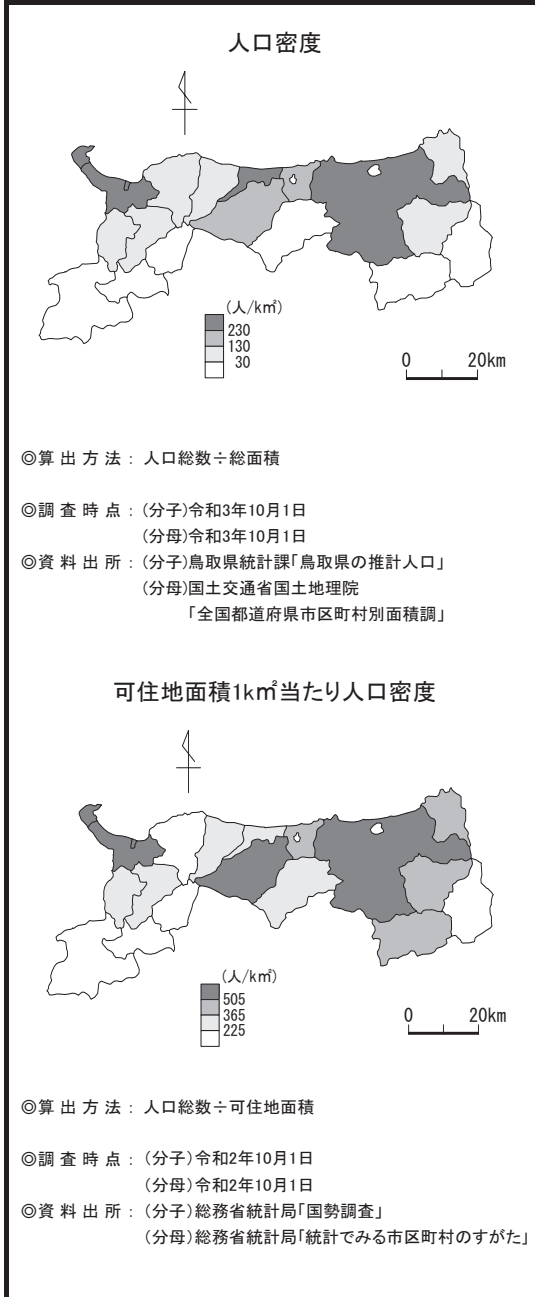 人口密度
(人/k㎡)
230
130
30
0 20km
◎算出方法：人口総数÷総面積
◎調査時点：(分子)令和3年10月1日
(分母)令和3年10月1日
◎資料出所：(分子)鳥取県統計課「鳥取県の推計人口」
(分母)国土交通省国土地理院
「全国都道府県市区町村別面積調」
可住地面積1k㎡当たり人口密度
(人/k㎡)
505
365
225
0 20km
◎算出方法：人口総数÷可住地面積
◎調査時点：(分子)令和2年10月1日
(分母)令和2年10月1日
◎資料出所：(分子)総務省統計局「国勢調査」
(分母)総務省統計局「統計でみる市区町村のすがた」